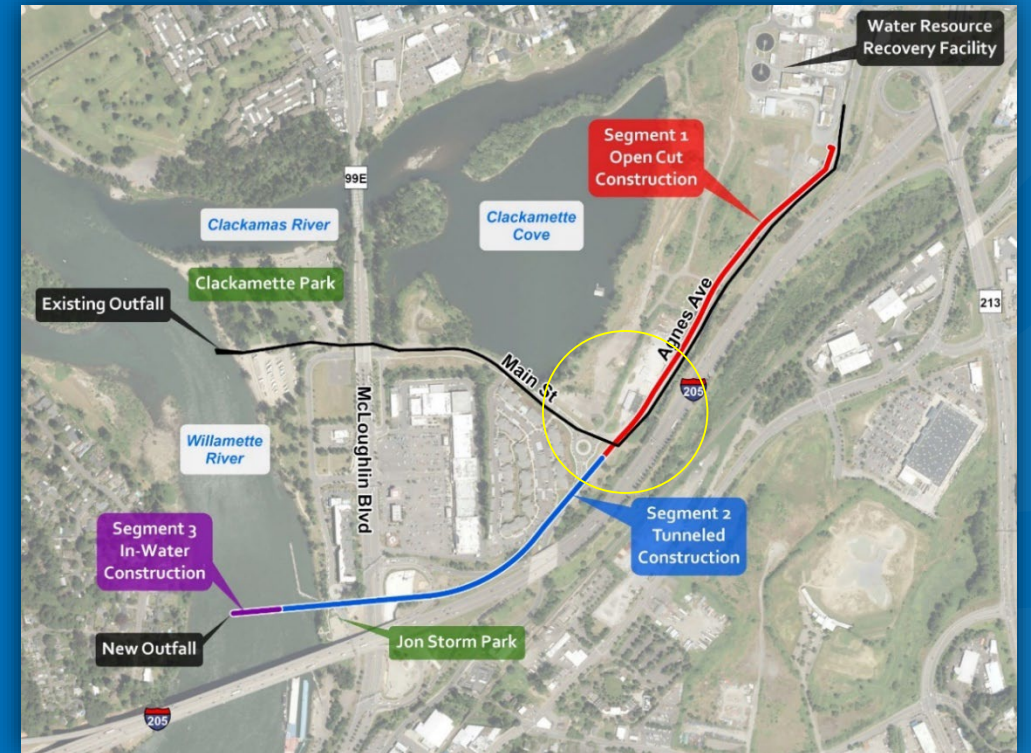 Water Resource
Recovery Facility
Segment 1
Open Cut
Construction
99E
Clackamas River
Clackamette
Cove
Clackamette Park
Existing Outfall
213
Agnes Ave
Main St
205
McLoughlin Blvd
Willamette
River
Segment 3
In-Water
Construction
Segment 2
Tunneled
Construction
New Outfall
Jon Storm Park
205